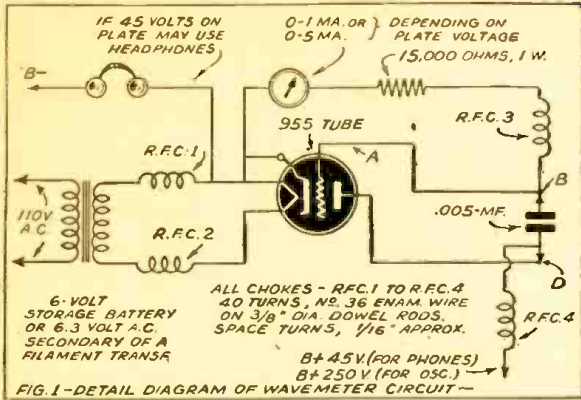 IF 45 VOLTS ON
PLATE MAY USE
HEADPHONES
0-1 MA. OR
0-5 MA.
} DEPENDING ON
PLATE VOLTAGE
15,000 OHMS, 1 W.
B-
955 TUBE
A
R.F.C. 3
R.F.C. 1
B
110V
A.C.
.005-MF.
R.F.C. 2
D
6-VOLT
STORAGE BATTERY
OR 6.3 VOLT A.C.
SECONDARY OF A
FILAMENT TRANSF.
ALL CHOKES - RFC.1 TO R.F.C.4
40 TURNS, NO. 36 ENAM. WIRE
ON 3/8" DIA. DOWEL RODS.
SPACE TURNS, 1/16" APPROX.
R.F.C. 4
B+ 45 V. (FOR PHONES)
B+ 250 V. (FOR OSC.)
FIG. 1 - DETAIL DIAGRAM OF WAVEMETER CIRCUIT -